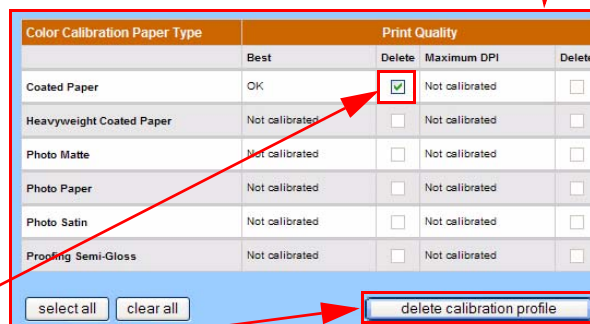 Color Calibration Paper Type Print Quality
Best Delete Maximum DPI Delete
Coated Paper OK Not calibrated
Heavyweight Coated Paper Not calibrated Not calibrated
Photo Matte Not calibrated Not calibrated
Photo Paper Not calibrated Not calibrated
Photo Satin Not calibrated Not calibrated
Proofing Semi-Gloss Not calibrated Not calibrated
select all clear all delete calibration profile